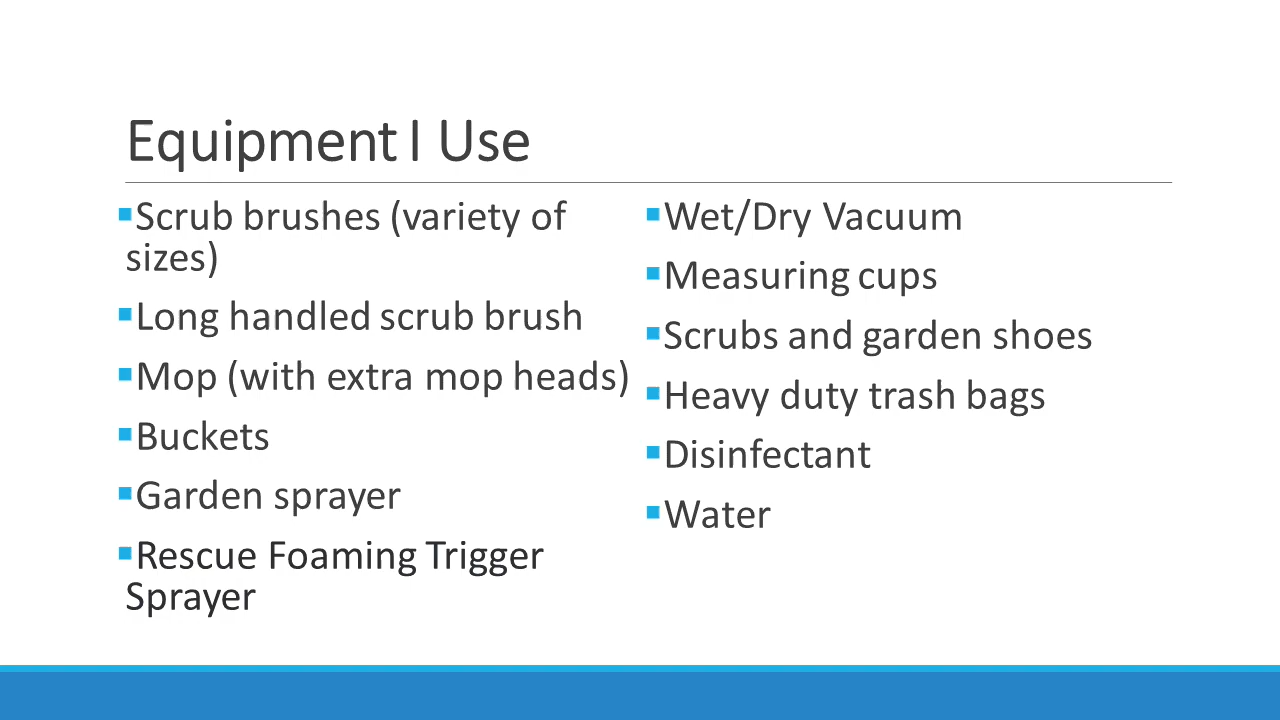 Equipment I Use
▪Scrub brushes (variety of
sizes)
▪Long handled scrub brush
▪Mop (with extra mop heads)
▪Buckets
▪Garden sprayer
▪Rescue Foaming Trigger
Sprayer
▪Wet/Dry Vacuum
▪Measuring cups
▪Scrubs and garden shoes
▪Heavy duty trash bags
▪Disinfectant
▪Water